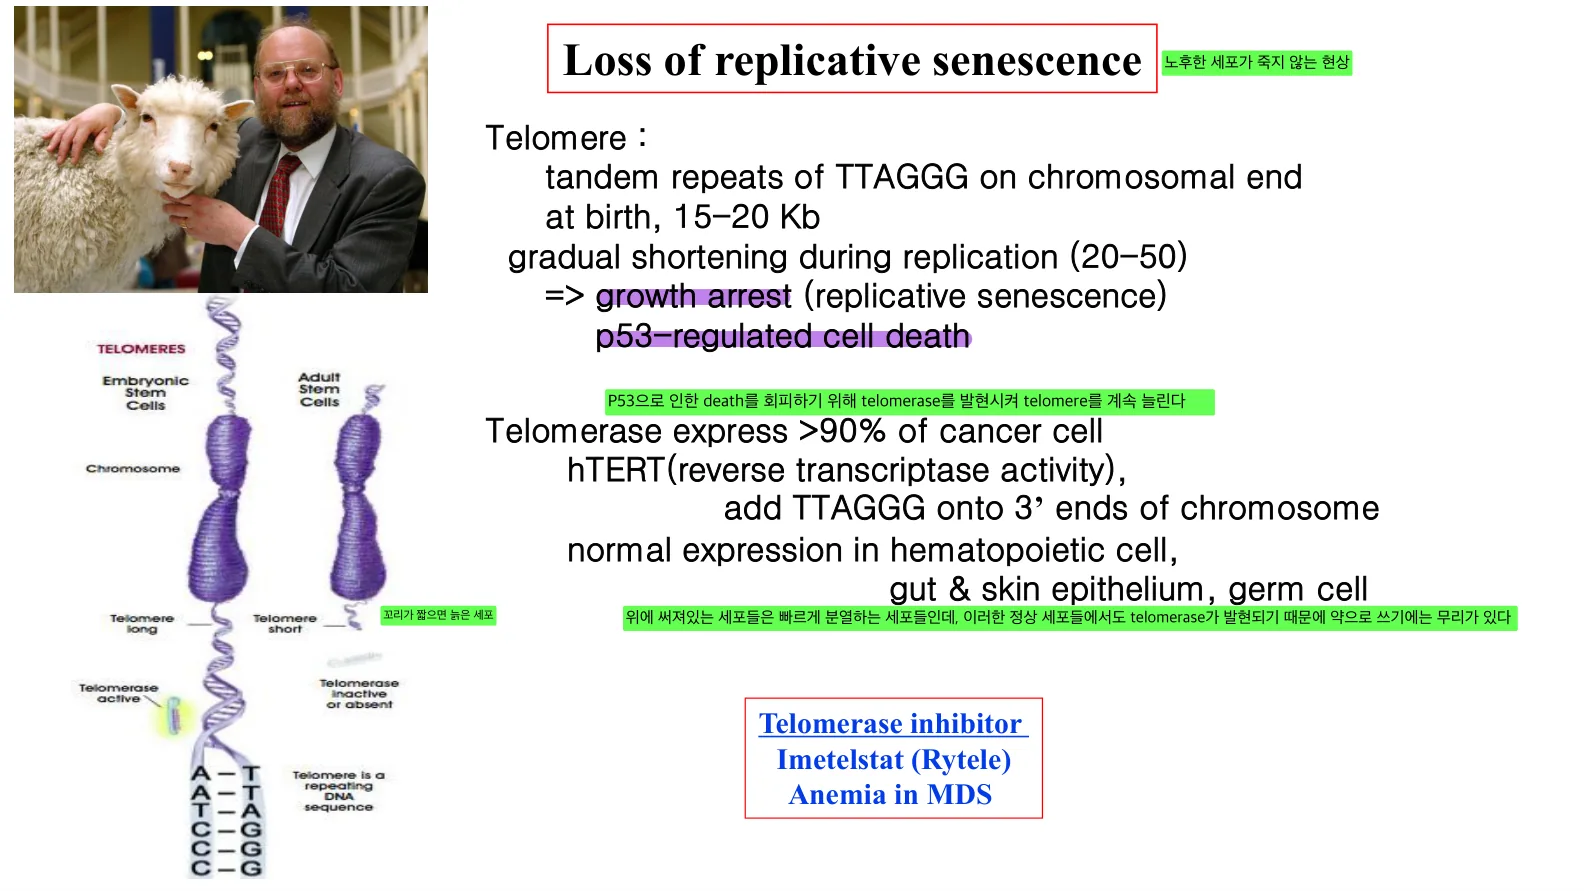 Loss of replicative senescence
노후한 세포가 죽지 않는 현상
Telomere :
tandem repeats of TTAGGG on chromosomal end
at birth, 15-20 Kb
gradual shortening during replication (20-50)
=> growth arrest (replicative senescence)
p53-regulated cell death
P53으로 인한 death를 회피하기 위해 telomerase를 발현시켜 telomere를 계속 늘린다
Telomerase express >90% of cancer cell
hTERT(reverse transcriptase activity),
add TTAGGG onto 3’ ends of chromosome
normal expression in hematopoietic cell,
gut & skin epithelium, germ cell
위에 써져있는 세포들은 빠르게 분열하는 세포들인데, 이러한 정상 세포들에서도 telomerase가 발현되기 때문에 약으로 쓰기에는 무리가 있다
Telomerase inhibitor
Imetelstat (Rytele)
Anemia in MDS
TELOMERES
Embryonic
Stem
Cells
Adult
Stem
Cells
Chromosome
Telomere
long
Telomere
short
꼬리가 짧으면 늙은 세포
Telomerase
active
Telomerase
inactive
or absent
A – T
A – T
T – A
C – G
C – G
C – G
Telomere is a
repeating
DNA
sequence